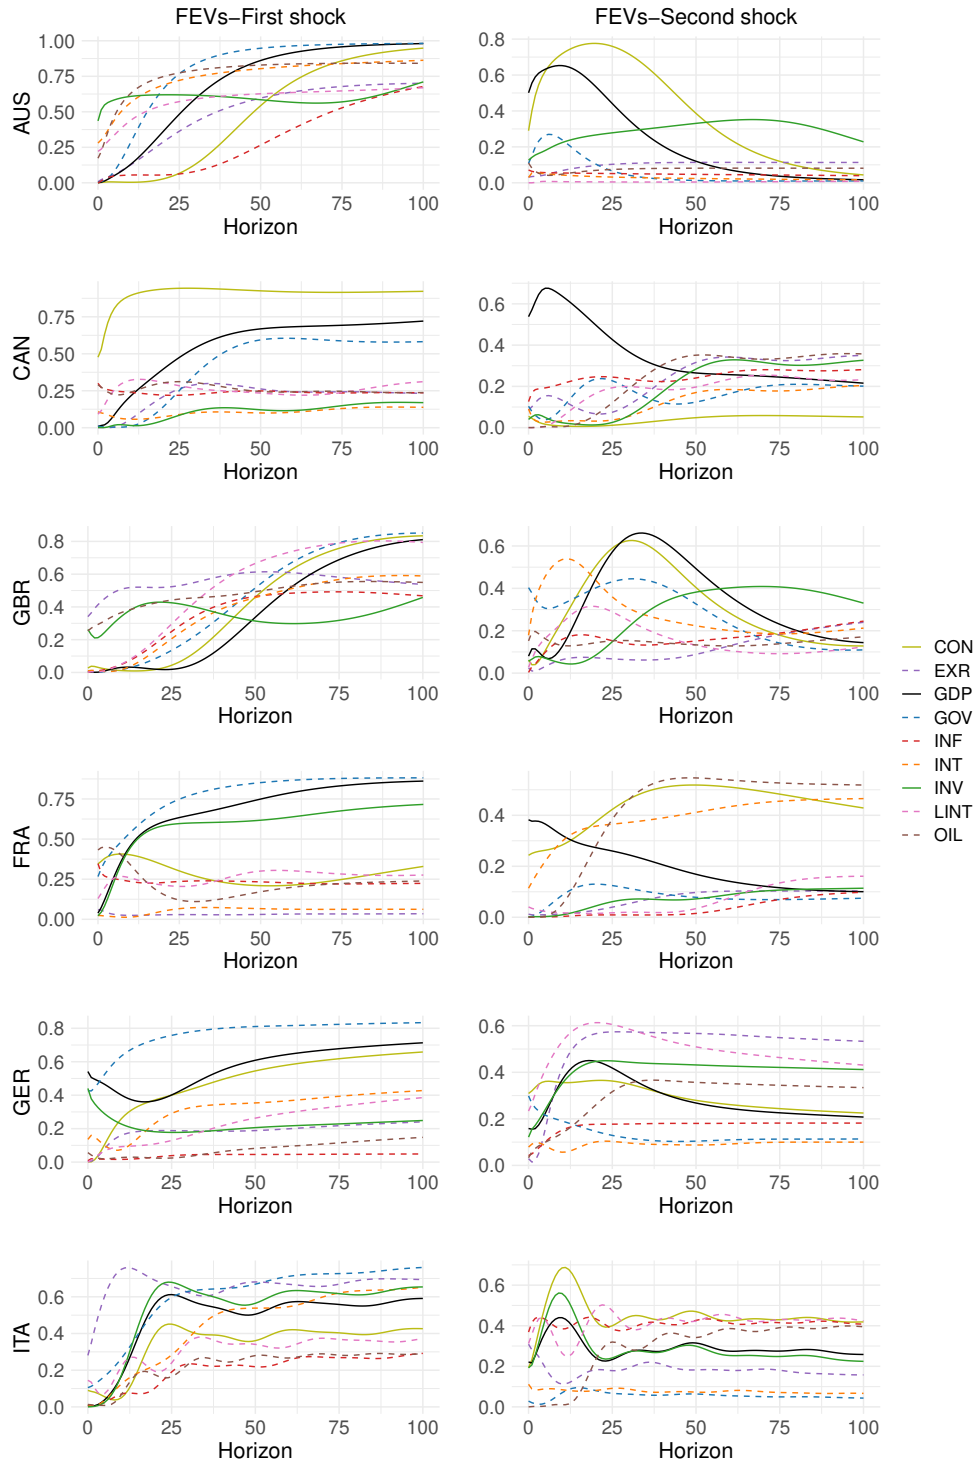 FEVs−First shock
FEVs−Second shock
AUS
1.00
0.75
0.50
0.25
0.00
0 25 50 75 100
Horizon
0.8
0.6
0.4
0.2
0.0
0 25 50 75 100
Horizon
CAN
0.75
0.50
0.25
0.00
0 25 50 75 100
Horizon
0.6
0.4
0.2
0.0
0 25 50 75 100
Horizon
GBR
0.8
0.6
0.4
0.2
0.0
0 25 50 75 100
Horizon
0.6
0.4
0.2
0.0
0 25 50 75 100
Horizon
CON
EXR
GDP
GOV
INF
INT
INV
LINT
OIL
FRA
0.75
0.50
0.25
0.00
0 25 50 75 100
Horizon
0.4
0.2
0.0
0 25 50 75 100
Horizon
GER
0.8
0.6
0.4
0.2
0.0
0 25 50 75 100
Horizon
0.6
0.4
0.2
0.0
0 25 50 75 100
Horizon
ITA
0.6
0.4
0.2
0.0
0 25 50 75 100
Horizon
0.6
0.4
0.2
0.0
0 25 50 75 100
Horizon